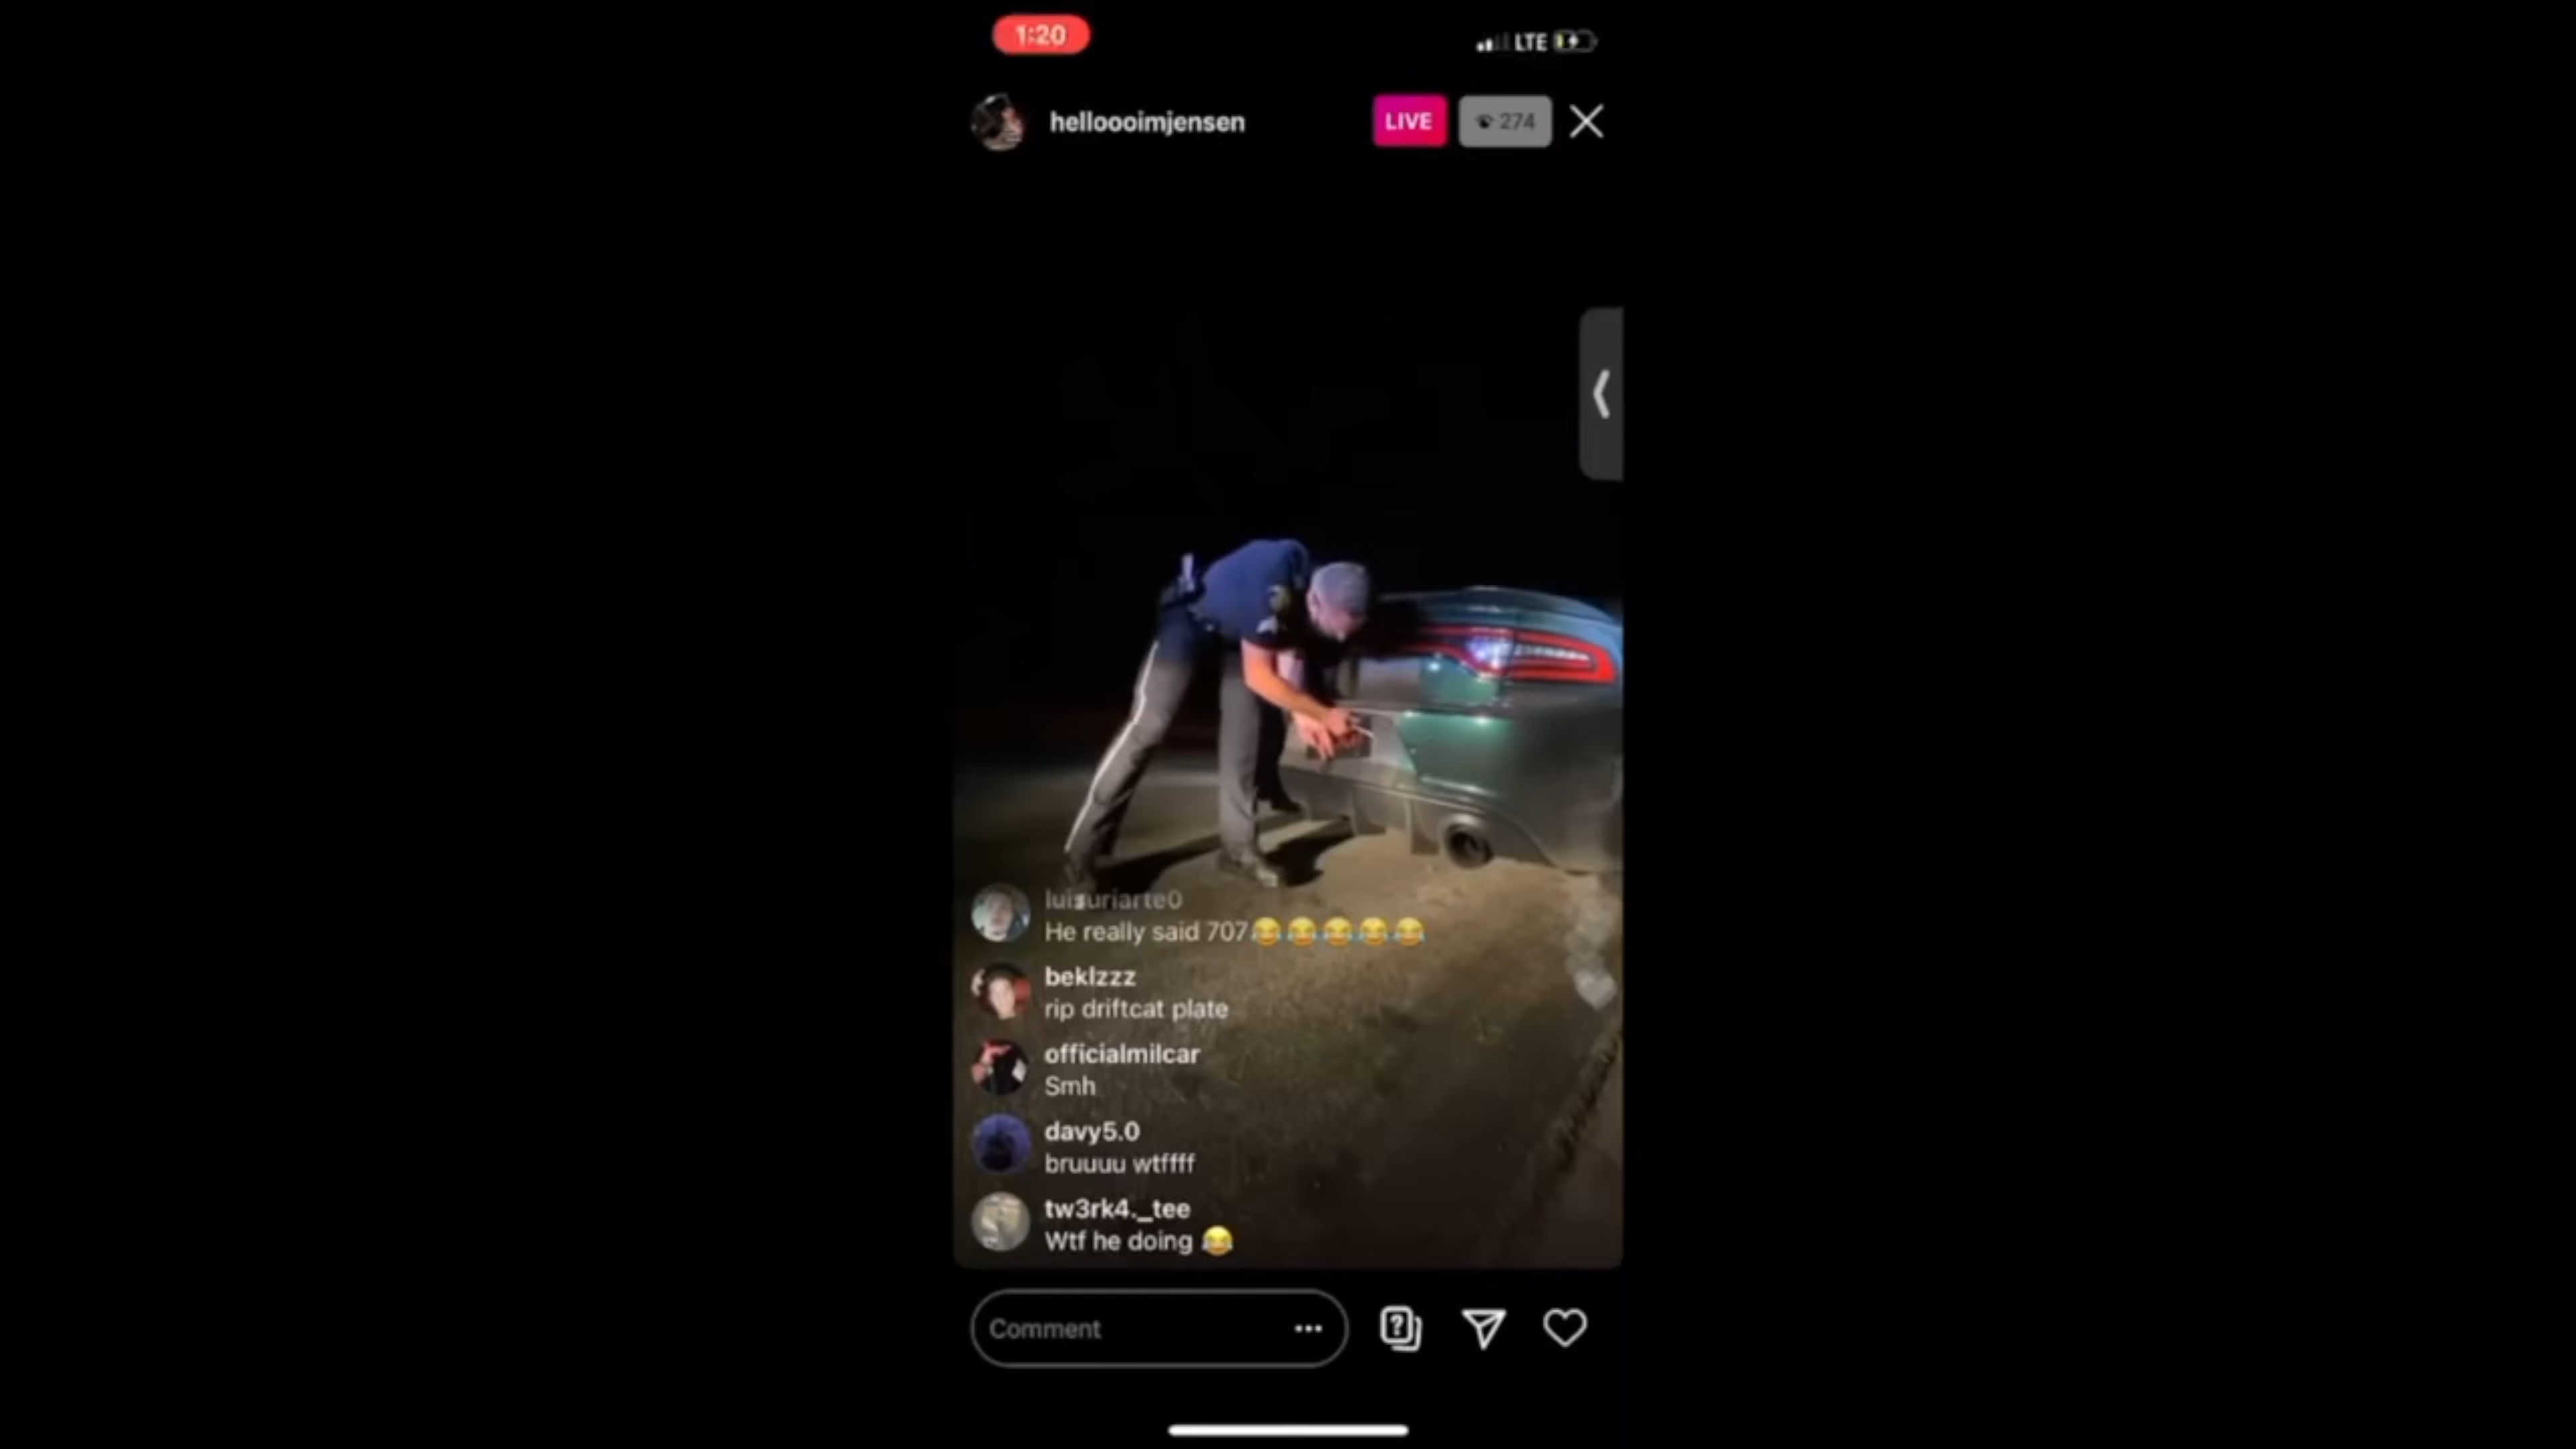 1:20
LTE
helloooimjensen
LIVE
274
luisuriarte0
He really said 707😂😂😂😂😂
beklzzz
rip driftcat plate
officialmilcar
Smh
davy5.0
bruuuu wtffff
tw3rk4._tee
Wtf he doing 😂
Comment